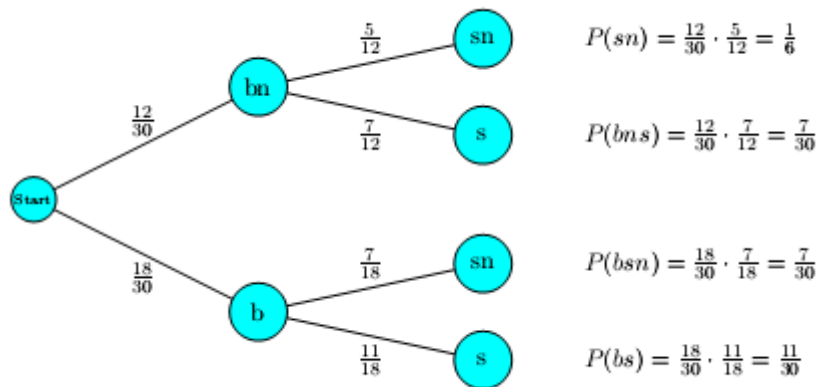 5/12
sn
P(sn) = 12/30 · 5/12 = 1/6
bn
12/30
7/12
s
P(bns) = 12/30 · 7/12 = 7/30
Start
18/30
7/18
sn
P(bsn) = 18/30 · 7/18 = 7/30
b
11/18
s
P(bs) = 18/30 · 11/18 = 11/30